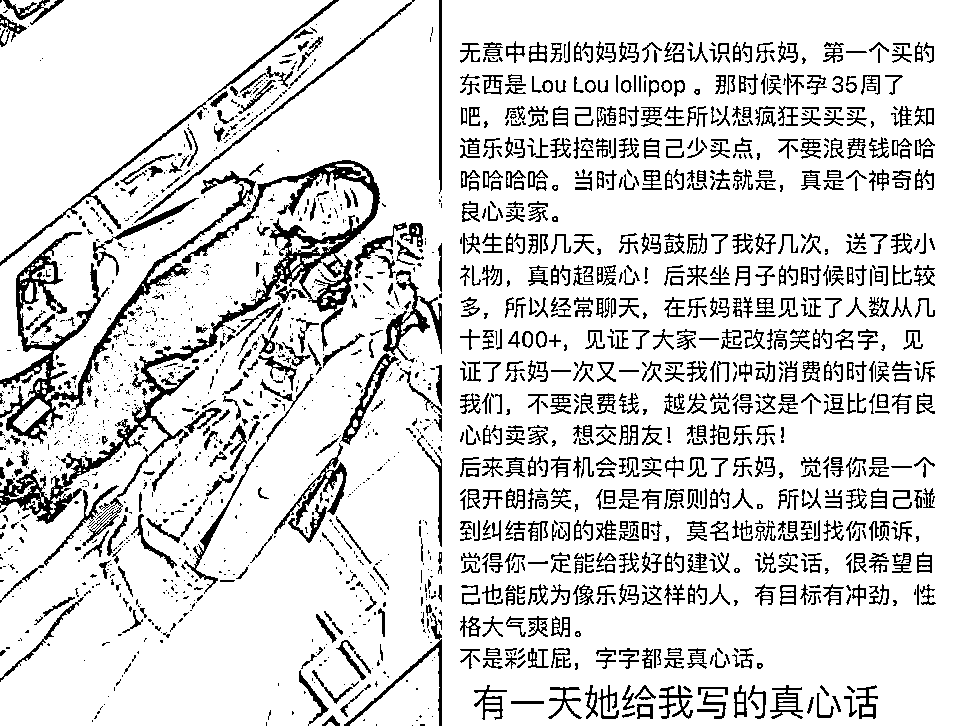 无意中由别的妈妈介绍认识的乐妈，第一个买的
东西是Lou Lou lollipop 。那时候怀孕35周了
吧，感觉自己随时要生所以想疯狂买买买，谁知
道乐妈让我控制我自己少买点，不要浪费钱哈哈
哈哈哈哈。当时心里的想法就是，真是个神奇的
良心卖家。
快生的那几天，乐妈鼓励了我好几次，送了我小
礼物，真的超暖心！后来坐月子的时候时间比较
多，所以经常聊天，在乐妈群里见证了人数从几
十到400+，见证了大家一起改搞笑的名字，见
证了乐妈一次又一次买我们冲动消费的时候告诉
我们，不要浪费钱，越发觉得这是个逗比但有良
心的卖家，想交朋友！想抱乐乐！
后来真的有机会现实中见了乐妈，觉得你是一个
很开朗搞笑，但是有原则的人。所以当我自己碰
到纠结郁闷的难题时，莫名地就想到找你倾诉，
觉得你一定能给我好的建议。说实话，很希望自
己也能成为像乐妈这样的人，有目标有冲劲，性
格大气爽朗。
不是彩虹屁，字字都是真心话。
有一天她给我写的真心话